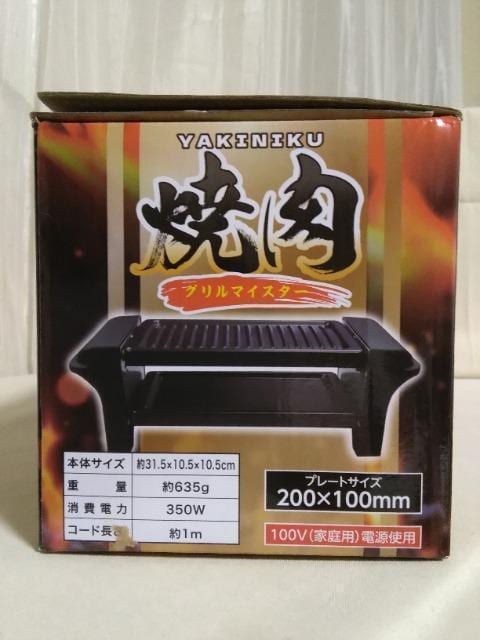 YAKINIKU
焼肉
グリルマイスター
本体サイズ 約31.5×10.5×10.5cm
重量 約635g
消費電力 350W
コード長 約1m
プレートサイズ
200×100mm
100V(家庭用)電源使用